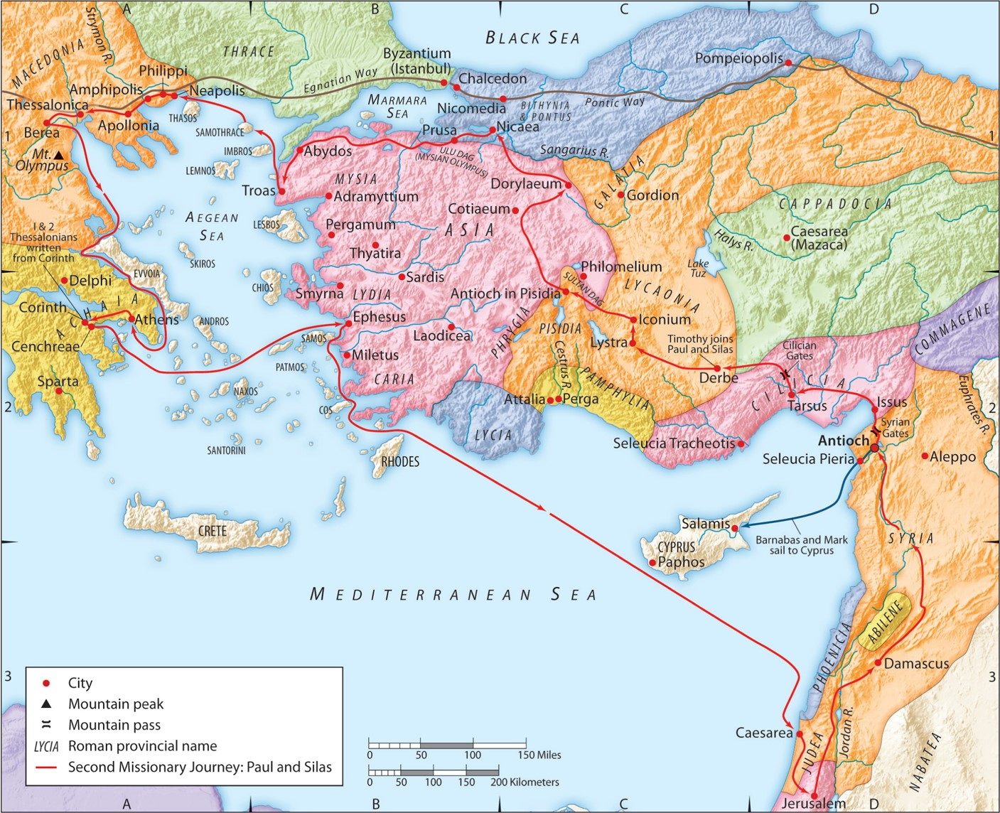 A
B
C
D
BLACK SEA
MACEDONIA
Strymon R.
THRACE
Byzantium
(Istanbul)
Chalcedon
Pompeiopolis
Philippi
Egnatian Way
Amphipolis
Neapolis
MARMARA
SEA
Nicomedia
BITHYNIA
& PONTUS
Pontic Way
Thessalonica
THASOS
Apollonia
SAMOTHRACE
Prusa
Nicaea
1
Berea
1
Mt.
Olympus
IMBROS
Abydos
ULU DAG
(MYSIAN OLYMPUS)
Sangarius R.
LEMNOS
MYSIA
GALATIA
Troas
Adramyttium
Dorylaeum
Gordion
CAPPADOCIA
Cotiaeum
AEGEAN
SEA
LESBOS
Pergamum
ASIA
1 & 2
Thessalonians
written
from Corinth
Halys R.
Caesarea
(Mazaca)
Thyatira
SKIROS
Lake
Tuz
EVVOIA
Philomelium
Delphi
Sardis
SULTAN DAG
CHIOS
Smyrna
LYDIA
Antioch in Pisidia
LYCAONIA
Corinth
ACHAIA
Athens
Ephesus
Iconium
COMMAGENE
ANDROS
PISIDIA
PHRYGIA
Laodicea
SAMOS
Cenchreae
Lystra
Timothy joins
Paul and Silas
Cilician
Gates
Miletus
Cestrus R.
PATMOS
Derbe
CARIA
PAMPHYLIA
CILICIA
Euphrates R.
Sparta
NAXOS
Attalia
Perga
Tarsus
Issus
2
COS
2
Syrian
Gates
LYCIA
SANTORINI
Seleucia Tracheotis
Antioch
Seleucia Pieria
Aleppo
RHODES
CRETE
Salamis
Barnabas and Mark
sail to Cyprus
SYRIA
CYPRUS
Paphos
MEDITERRANEAN SEA
ABILENE
PHOENICIA
Damascus
3
3
City
Mountain peak
Mountain pass
LYCIA Roman provincial name
Second Missionary Journey: Paul and Silas
0 50 100 150 Miles
0 50 100 150 200 Kilometers
Caesarea
JUDEA
Jordan R.
NABATEA
Jerusalem
A
B
C
D